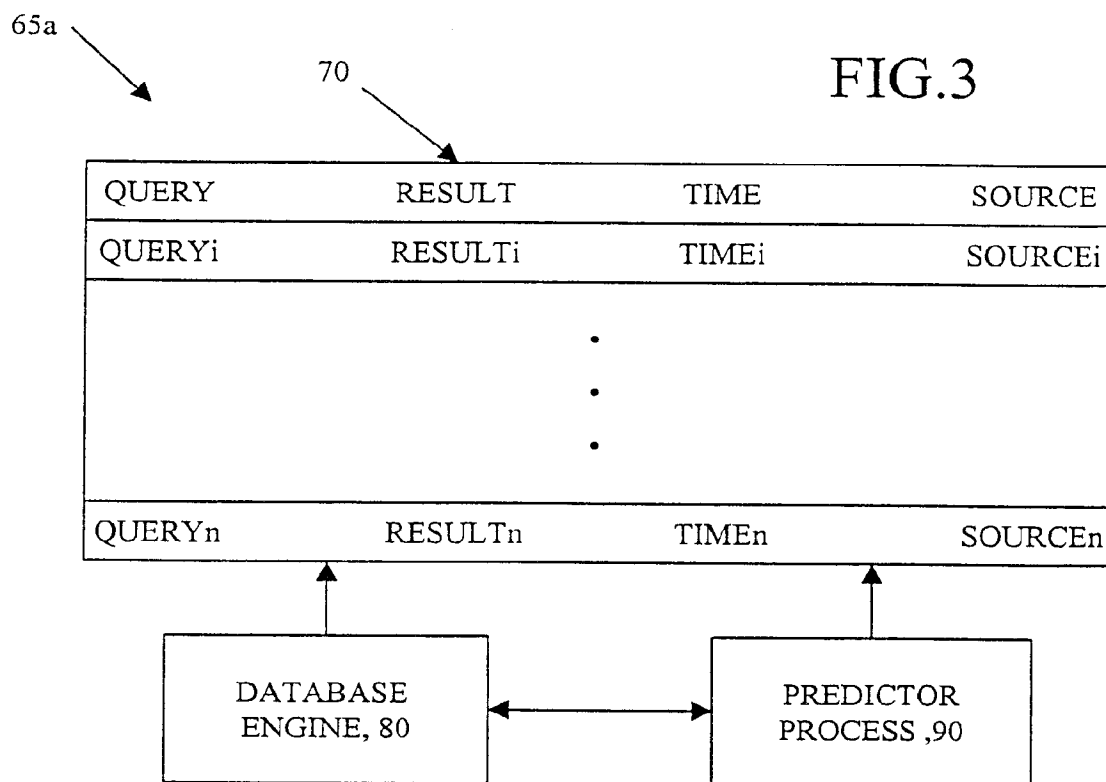 65a
70
FIG.3
QUERY RESULT TIME SOURCE
QUERYi RESULTi TIMEi SOURCEi
QUERYn RESULTn TIMEn SOURCEn
DATABASE
ENGINE, 80
PREDICTOR
PROCESS ,90